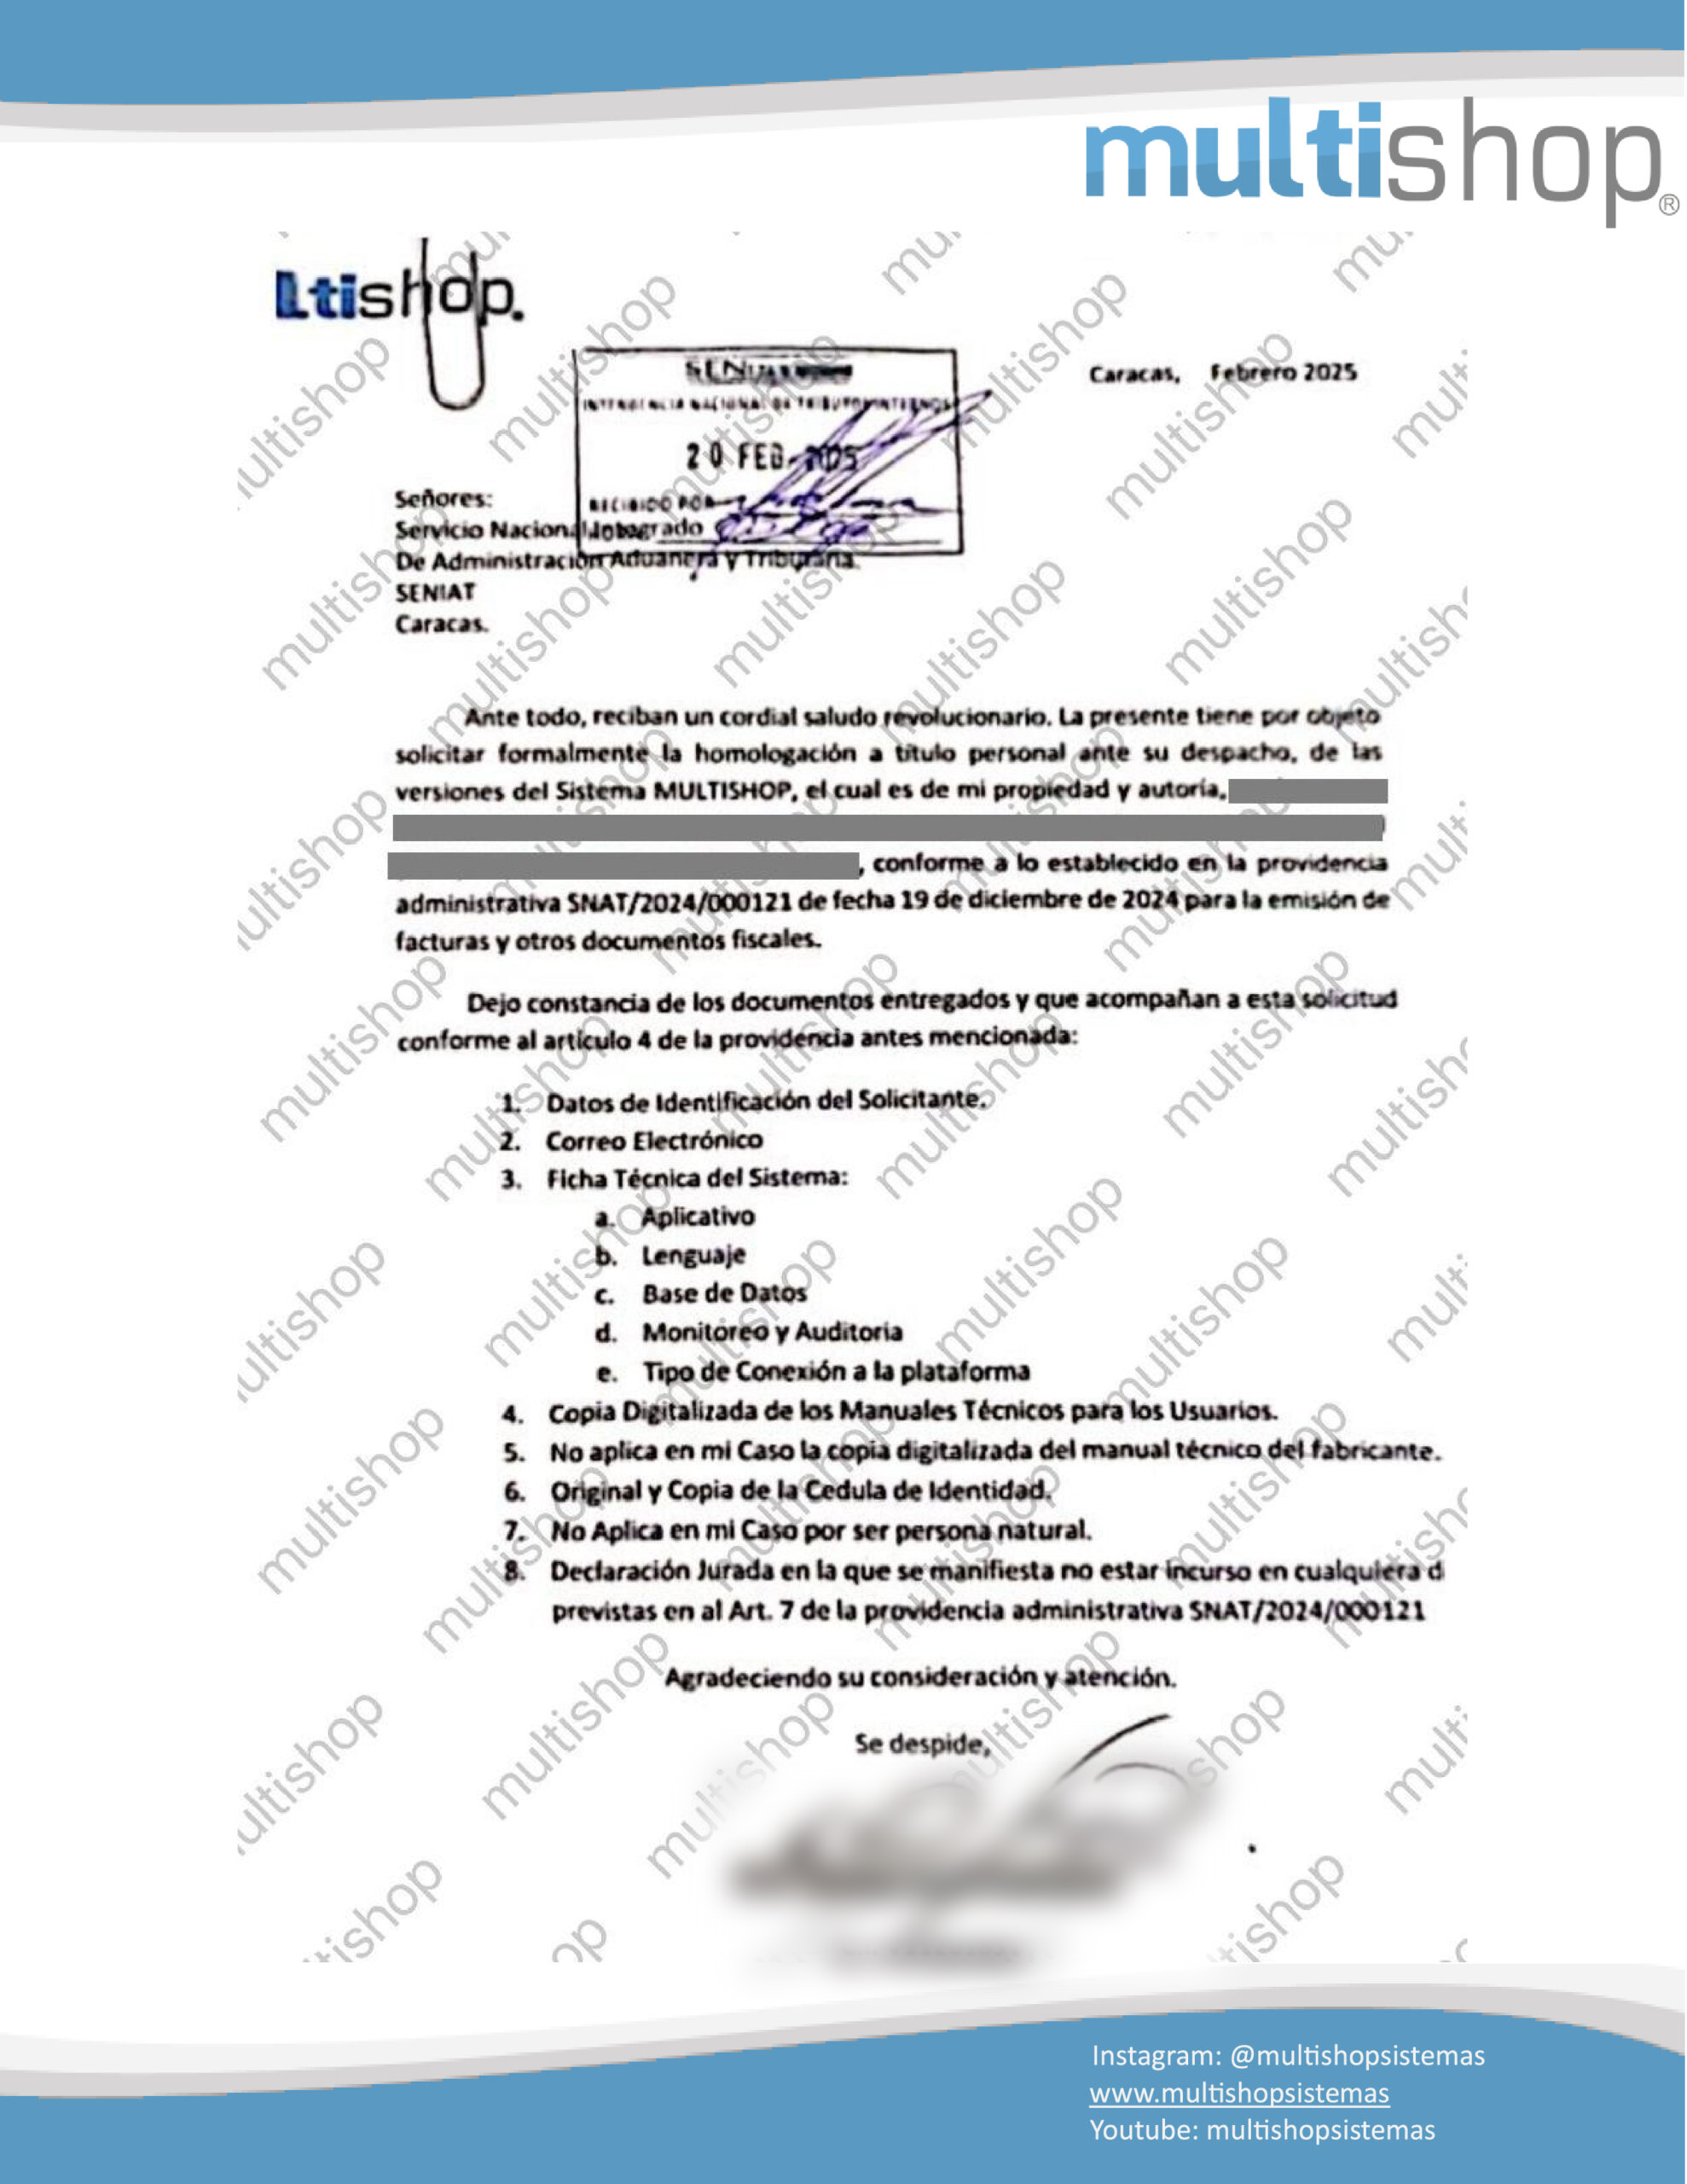 multishop®
ltishop.
SENIAT
INTENDENCIA NACIONAL DE TRIBUTOS INTERNOS
Caracas, Febrero 2025
20 FEB 2025
RECIBIDO POR
Señores:
Servicio Nacional Integrado
De Administración Aduanera y Tributaria.
SENIAT
Caracas.
Ante todo, reciban un cordial saludo revolucionario. La presente tiene por objeto
solicitar formalmente la homologación a titulo personal ante su despacho, de las
versiones del Sistema MULTISHOP, el cual es de mi propiedad y autoría,
, conforme a lo establecido en la providencia
administrativa SNAT/2024/000121 de fecha 19 de diciembre de 2024 para la emisión de
facturas y otros documentos fiscales.
Dejo constancia de los documentos entregados y que acompañan a esta solicitud
conforme al artículo 4 de la providencia antes mencionada:
1. Datos de Identificación del Solicitante.
2. Correo Electrónico
3. Ficha Técnica del Sistema:
a. Aplicativo
b. Lenguaje
c. Base de Datos
d. Monitoreo y Auditoria
e. Tipo de Conexión a la plataforma
4. Copia Digitalizada de los Manuales Técnicos para los Usuarios.
5. No aplica en mi Caso la copia digitalizada del manual técnico del fabricante.
6. Original y Copia de la Cedula de Identidad.
7. No Aplica en mi Caso por ser persona natural.
8. Declaración Jurada en la que se manifiesta no estar incurso en cualquiera d
previstas en al Art. 7 de la providencia administrativa SNAT/2024/000121
Agradeciendo su consideración y atención.
Se despide,
Instagram: @multishopsistemas
www.multishopsistemas
Youtube: multishopsistemas